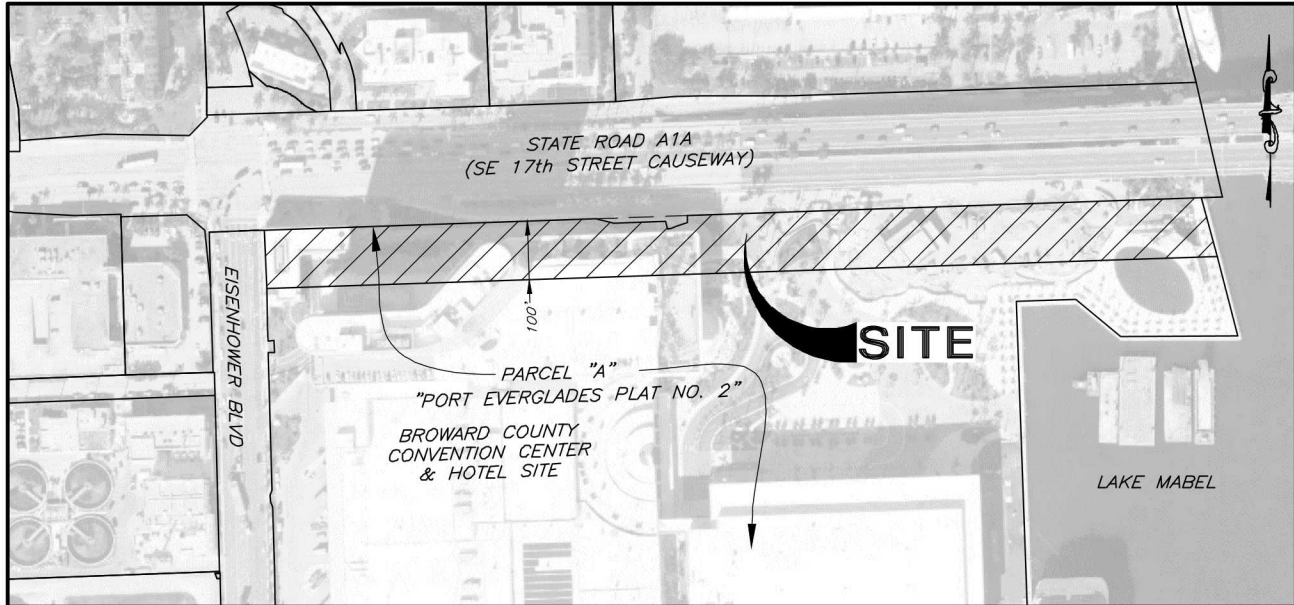 STATE ROAD A1A
(SE 17th STREET CAUSEWAY)
EISENHOWER BLVD
100'
SITE
PARCEL "A"
"PORT EVERGLADES PLAT NO. 2"
BROWARD COUNTY
CONVENTION CENTER
& HOTEL SITE
LAKE MABEL